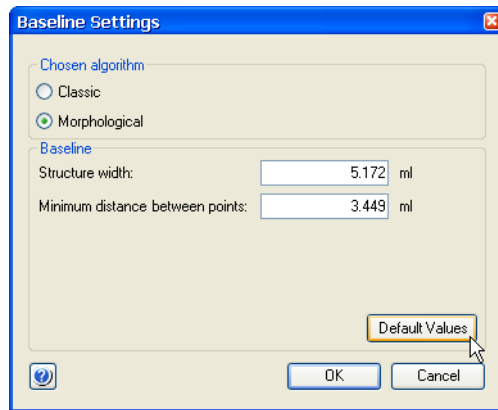 Baseline Settings
Chosen algorithm
Classic
Morphological
Baseline
Structure width: 5.172 ml
Minimum distance between points: 3.449 ml
Default Values
OK Cancel